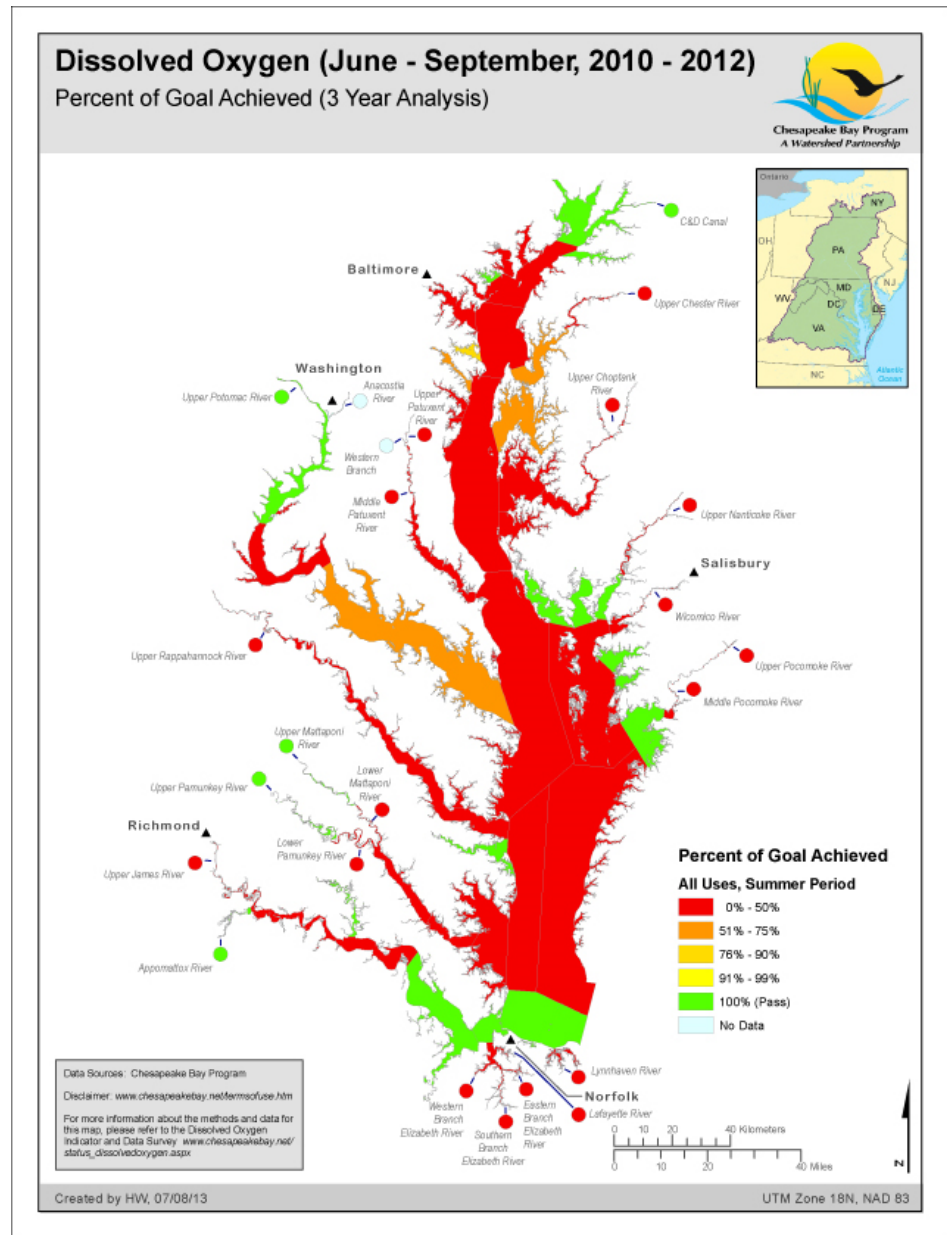 Dissolved Oxygen (June - September, 2010 - 2012)
Percent of Goal Achieved (3 Year Analysis)
Chesapeake Bay Program
A Watershed Partnership
Ontario
NY
OH
PA
NJ
MD
WV
DC
DE
VA
NC
Atlantic
Ocean
C&D Canal
Baltimore
Upper Chester River
Washington
Anacostia
River
Upper Potomac River
Upper
Patuxent
River
Upper Choptank
River
Western
Branch
Middle
Patuxent
River
Upper Nanticoke River
Salisbury
Wicomico River
Upper Rappahannock River
Upper Pocomoke River
Middle Pocomoke River
Upper Mattaponi
River
Upper Pamunkey River
Lower
Mattaponi
River
Richmond
Lower
Pamunkey River
Upper James River
Appomattox River
Percent of Goal Achieved
All Uses, Summer Period
0% - 50%
51% - 75%
76% - 90%
91% - 99%
100% (Pass)
No Data
Lynnhaven River
Norfolk
Lafayette River
Western
Branch
Elizabeth River
Eastern
Branch
Elizabeth
River
Southern
Branch
Elizabeth River
Data Sources: Chesapeake Bay Program
Disclaimer: www.chesapeakebay.net/termsofuse.htm
For more information about the methods and data for
this map, please refer to the Dissolved Oxygen
Indicator and Data Survey www.chesapeakebay.net/
status_dissolvedoxygen.aspx
0 10 20 40 Kilometers
0 10 20 40 Miles
N
Created by HW, 07/08/13
UTM Zone 18N, NAD 83